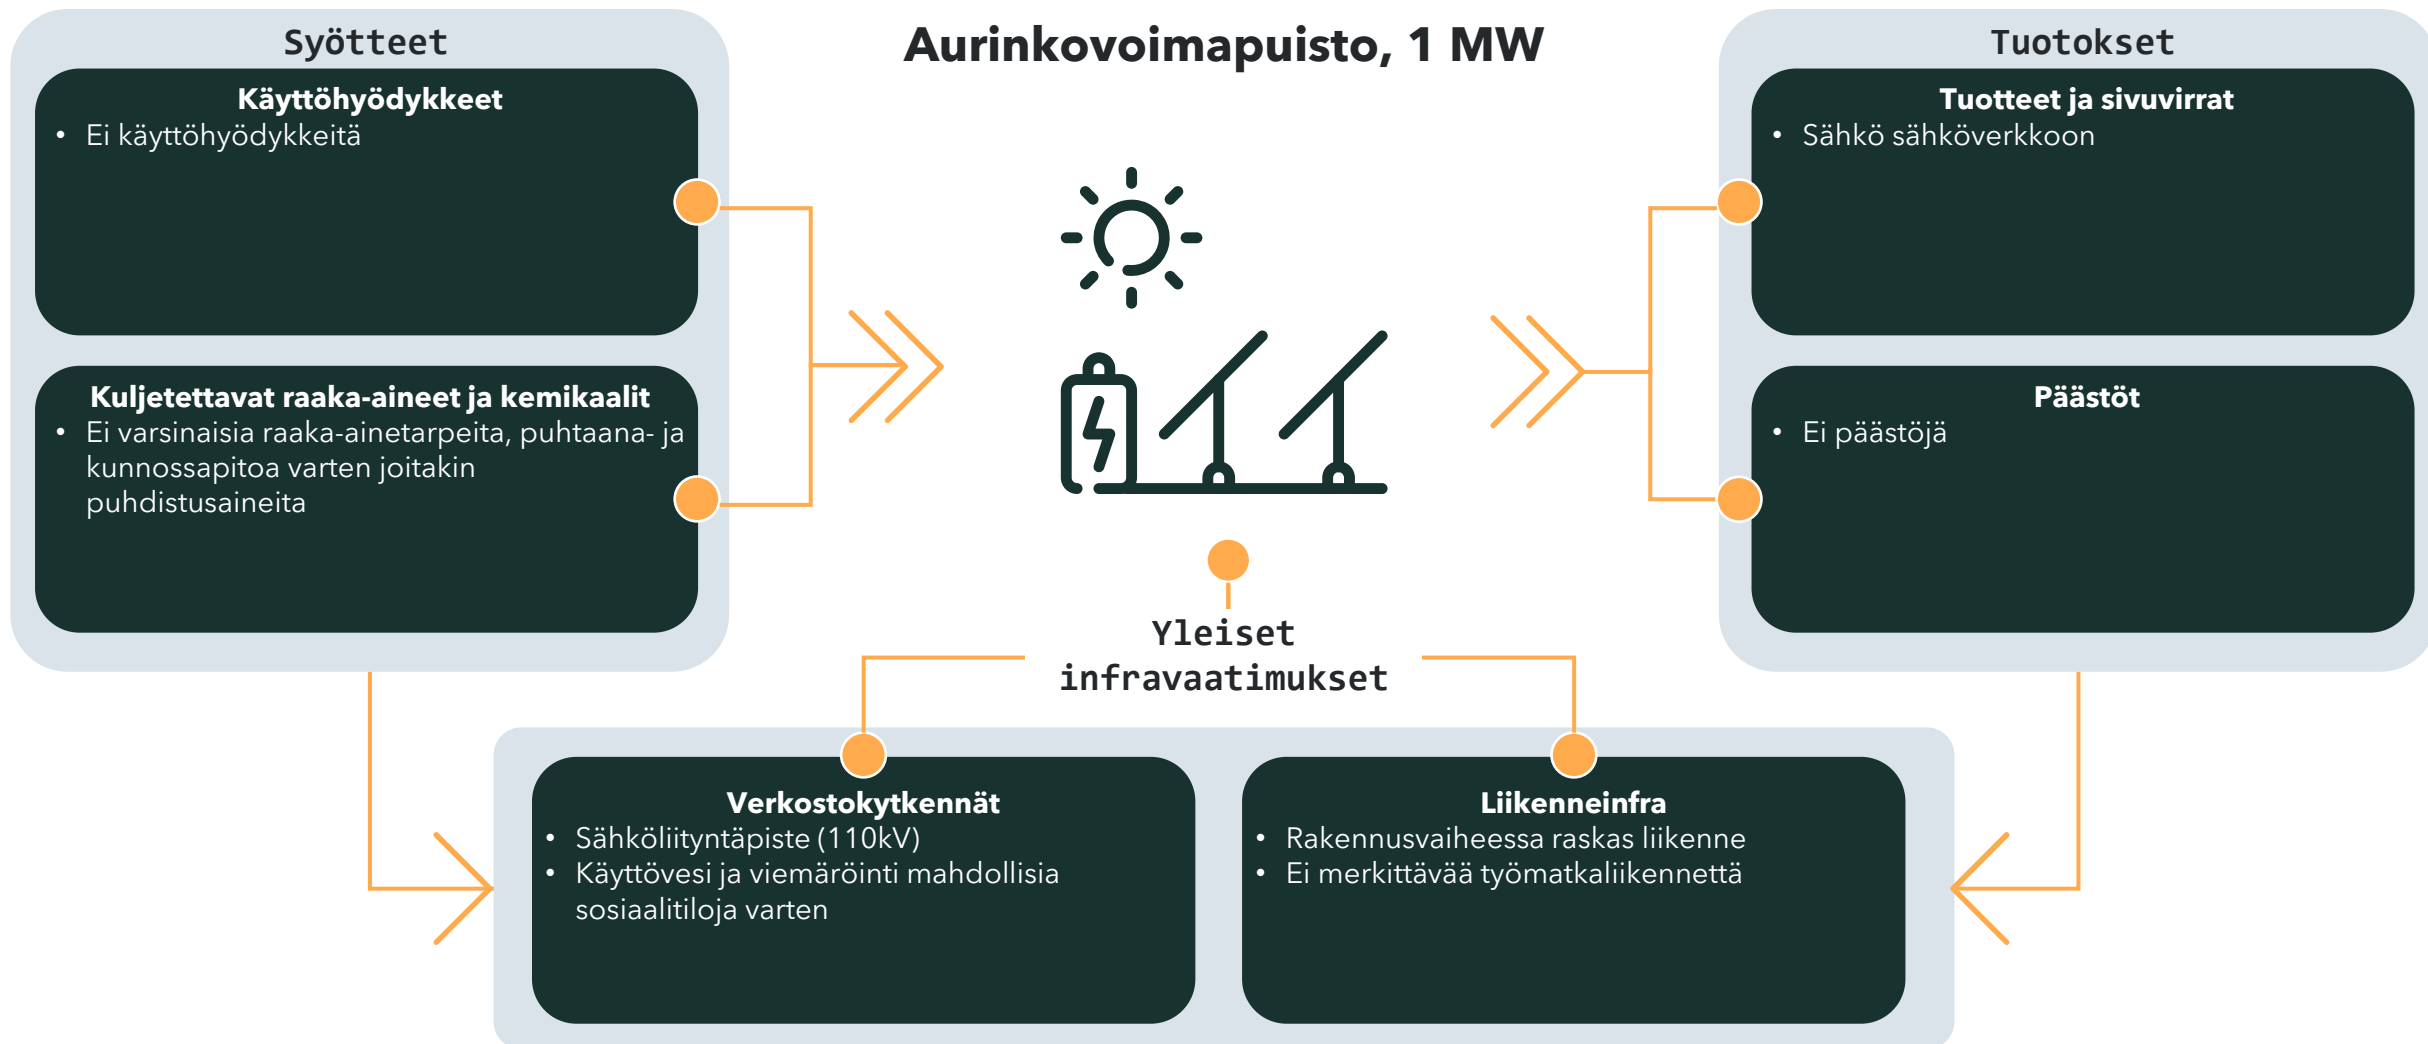 Aurinkovoimapuisto, 1 MW
Syötteet
Käyttöhyödykkeet
• Ei käyttöhyödykkeitä
Kuljetettavat raaka-aineet ja kemikaalit
• Ei varsinaisia raaka-ainetarpeita, puhtaana- ja
kunnossapitoa varten joitakin
puhdistusaineita
Tuotokset
Tuotteet ja sivuvirrat
• Sähkö sähköverkkoon
Päästöt
• Ei päästöjä
Yleiset
infravaatimukset
Verkostokytkennät
• Sähköliityntäpiste (110kV)
• Käyttövesi ja viemäröinti mahdollisia
sosiaalitiloja varten
Liikenneinfra
• Rakennusvaiheessa raskas liikenne
• Ei merkittävää työmatkaliikennettä